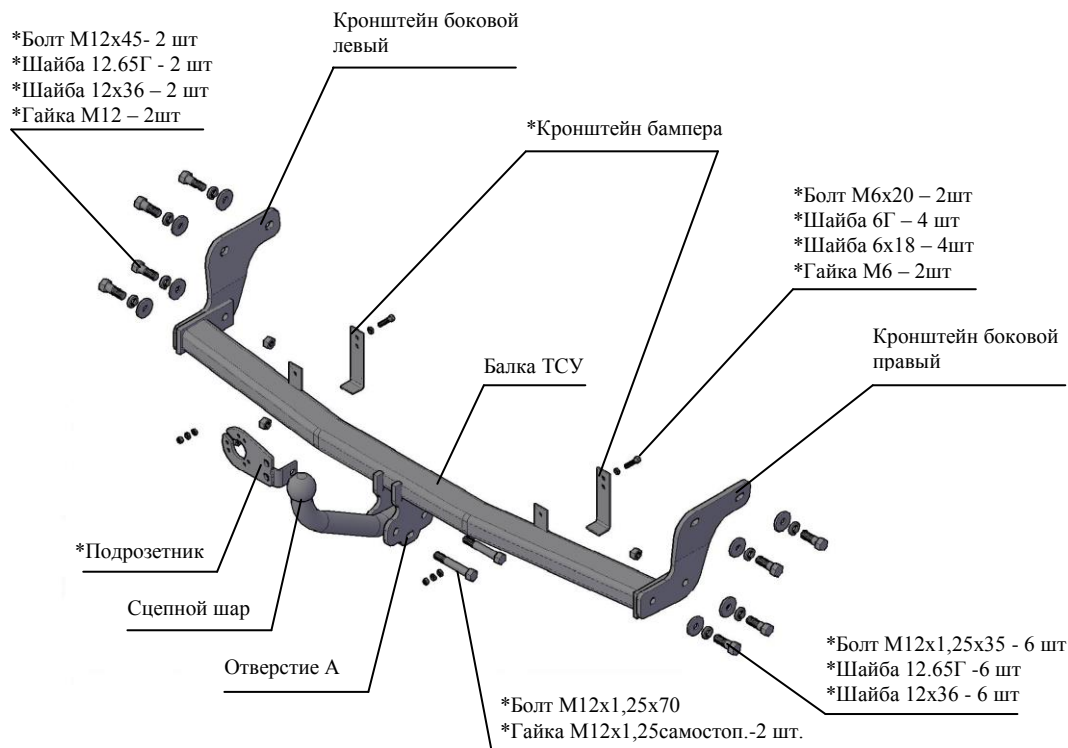 Кронштейн боковой
левый
*Болт М12х45- 2 шт
*Шайба 12.65Г - 2 шт
*Шайба 12х36 – 2 шт
*Гайка М12 – 2шт
*Кронштейн бампера
*Болт М6х20 – 2шт
*Шайба 6Г – 4 шт
*Шайба 6х18 – 4шт
*Гайка М6 – 2шт
Кронштейн боковой
правый
Балка ТСУ
*Подрозетник
Сцепной шар
Отверстие А
*Болт М12х1,25х35 - 6 шт
*Шайба 12.65Г -6 шт
*Шайба 12х36 - 6 шт
*Болт М12х1,25х70
*Гайка М12х1,25самостоп.-2 шт.